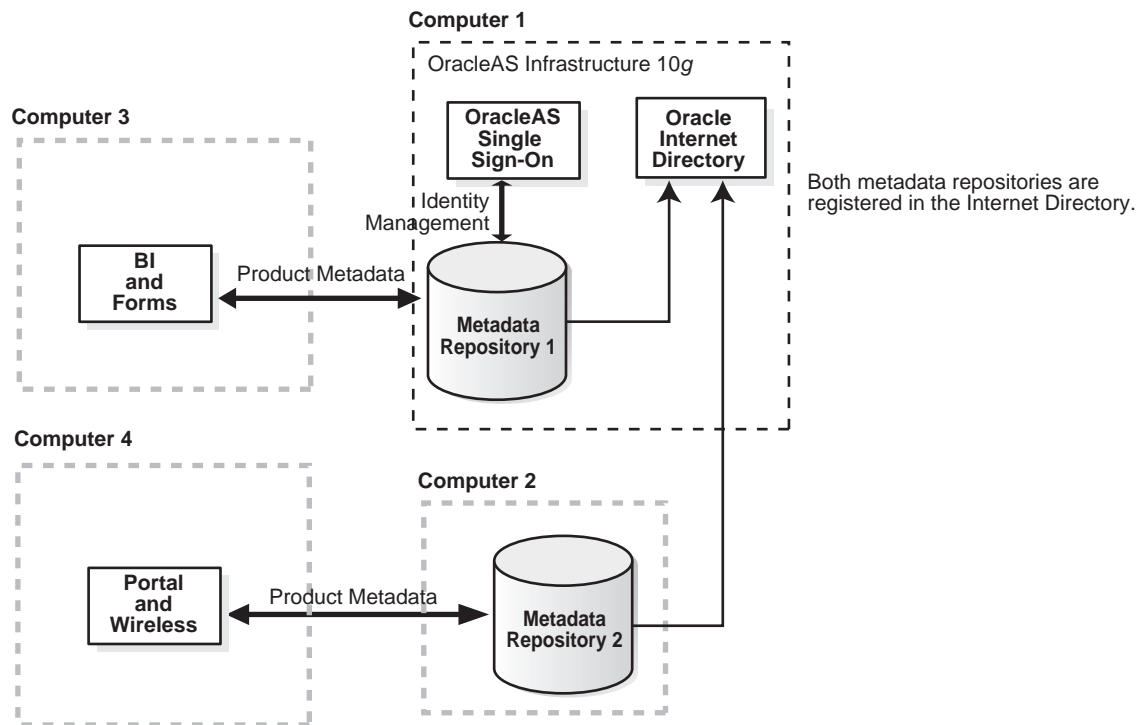 Computer 1
OracleAS Infrastructure 10g
Computer 3
OracleAS
Single
Sign-On
Oracle
Internet
Directory
Both metadata repositories are
registered in the Internet Directory.
Identity
Management
BI
and
Forms
Product Metadata
Metadata
Repository 1
Computer 4
Computer 2
Portal
and
Wireless
Product Metadata
Metadata
Repository 2